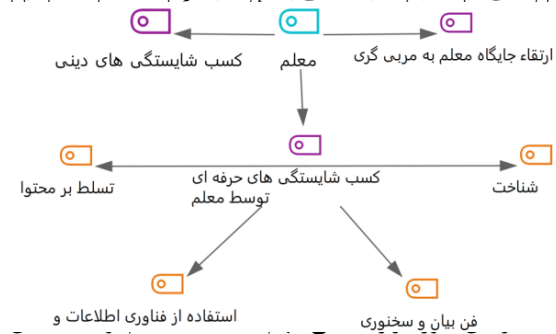 ارتقاء جایگاه معلم به مربی گری
معلم
کسب شایستگی های دینی
کسب شایستگی های حرفه ای
توسط معلم
شناخت
تسلط بر محتوا
فن بیان و سخنوری
استفاده از فناوری اطلاعات و